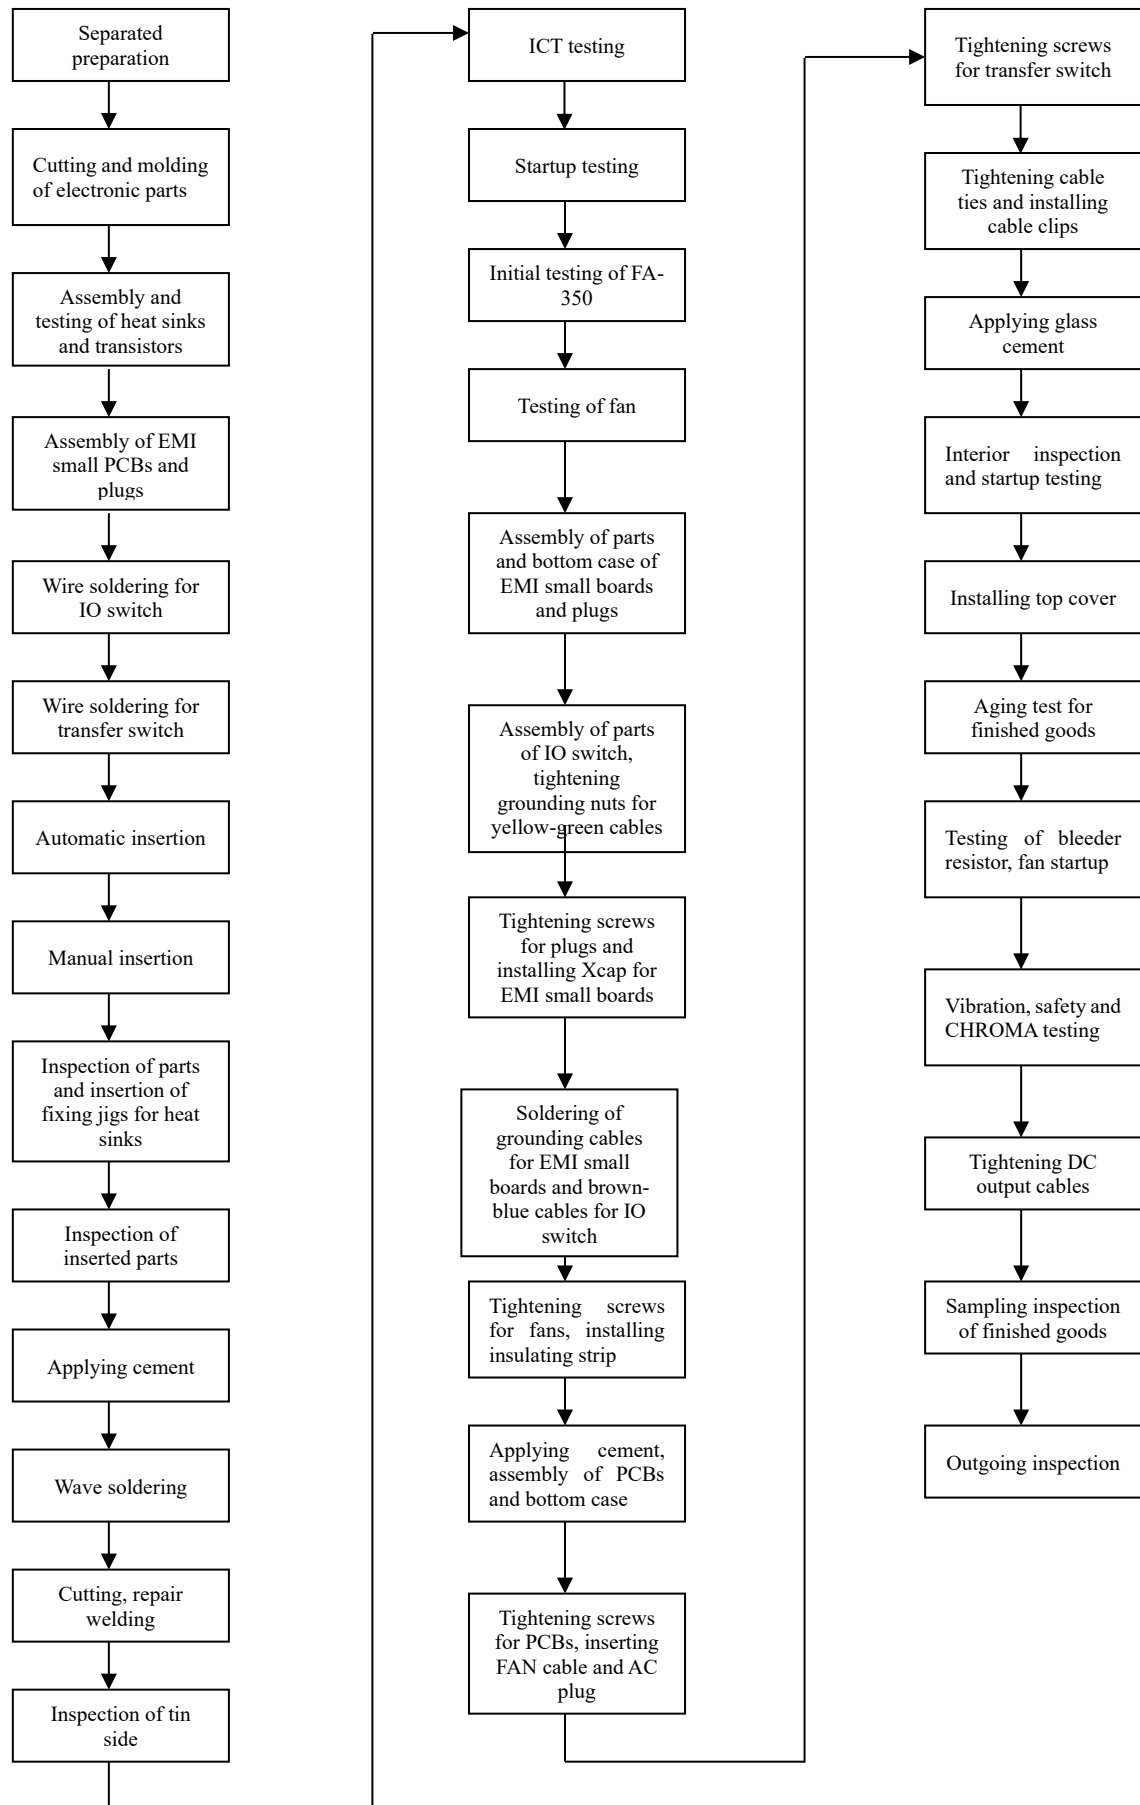 Separated
preparation
Cutting and molding
of electronic parts
Assembly and
testing of heat sinks
and transistors
Assembly of EMI
small PCBs and
plugs
Wire soldering for
IO switch
Wire soldering for
transfer switch
Automatic insertion
Manual insertion
Inspection of parts
and insertion of
fixing jigs for heat
sinks
Inspection of
inserted parts
Applying cement
Wave soldering
Cutting, repair
welding
Inspection of tin
side
ICT testing
Startup testing
Initial testing of FA-
350
Testing of fan
Assembly of parts
and bottom case of
EMI small boards
and plugs
Assembly of parts
of IO switch,
tightening
grounding nuts for
yellow-green cables
Tightening screws
for plugs and
installing Xcap for
EMI small boards
Soldering of
grounding cables
for EMI small
boards and brown-
blue cables for IO
switch
Tightening screws
for fans, installing
insulating strip
Applying cement,
assembly of PCBs
and bottom case
Tightening screws
for PCBs, inserting
FAN cable and AC
plug
Tightening screws
for transfer switch
Tightening cable
ties and installing
cable clips
Applying glass
cement
Interior inspection
and startup testing
Installing top cover
Aging test for
finished goods
Testing of bleeder
resistor, fan startup
Vibration, safety and
CHROMA testing
Tightening DC
output cables
Sampling inspection
of finished goods
Outgoing inspection